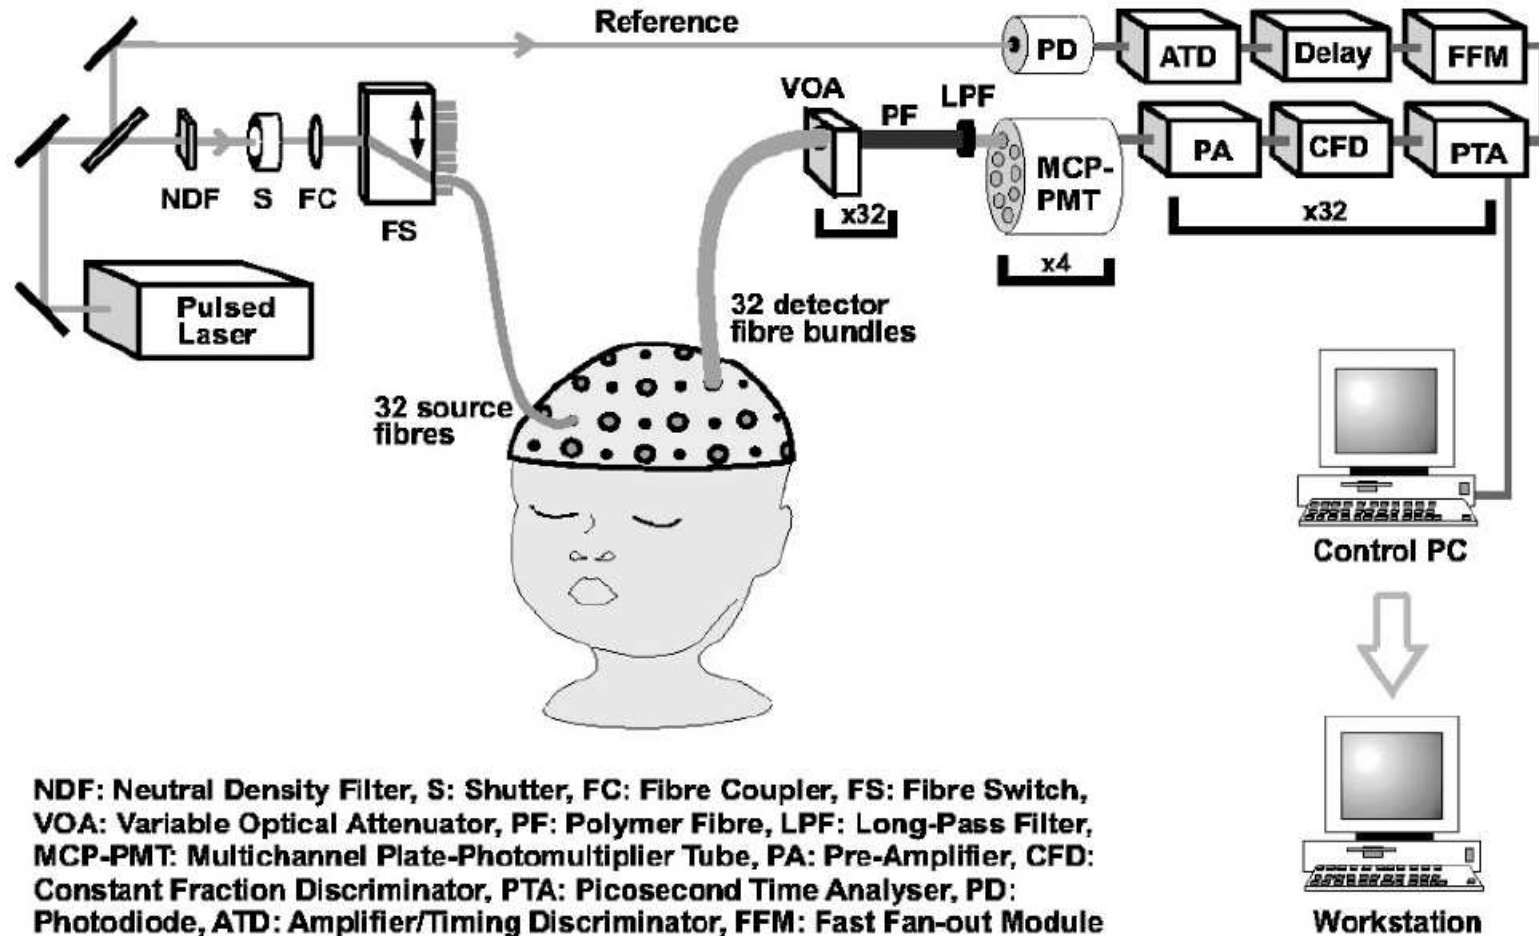 Reference
PD
ATD
Delay
FFM
VOA
PF
LPF
MCP-
PMT
PA
CFD
PTA
NDF
S
FC
FS
x32
x4
x32
Pulsed
Laser
32 detector
fibre bundles
32 source
fibres
Control PC
Workstation
NDF: Neutral Density Filter, S: Shutter, FC: Fibre Coupler, FS: Fibre Switch,
VOA: Variable Optical Attenuator, PF: Polymer Fibre, LPF: Long-Pass Filter,
MCP-PMT: Multichannel Plate-Photomultiplier Tube, PA: Pre-Amplifier, CFD:
Constant Fraction Discriminator, PTA: Picosecond Time Analyser, PD:
Photodiode, ATD: Amplifier/Timing Discriminator, FFM: Fast Fan-out Module